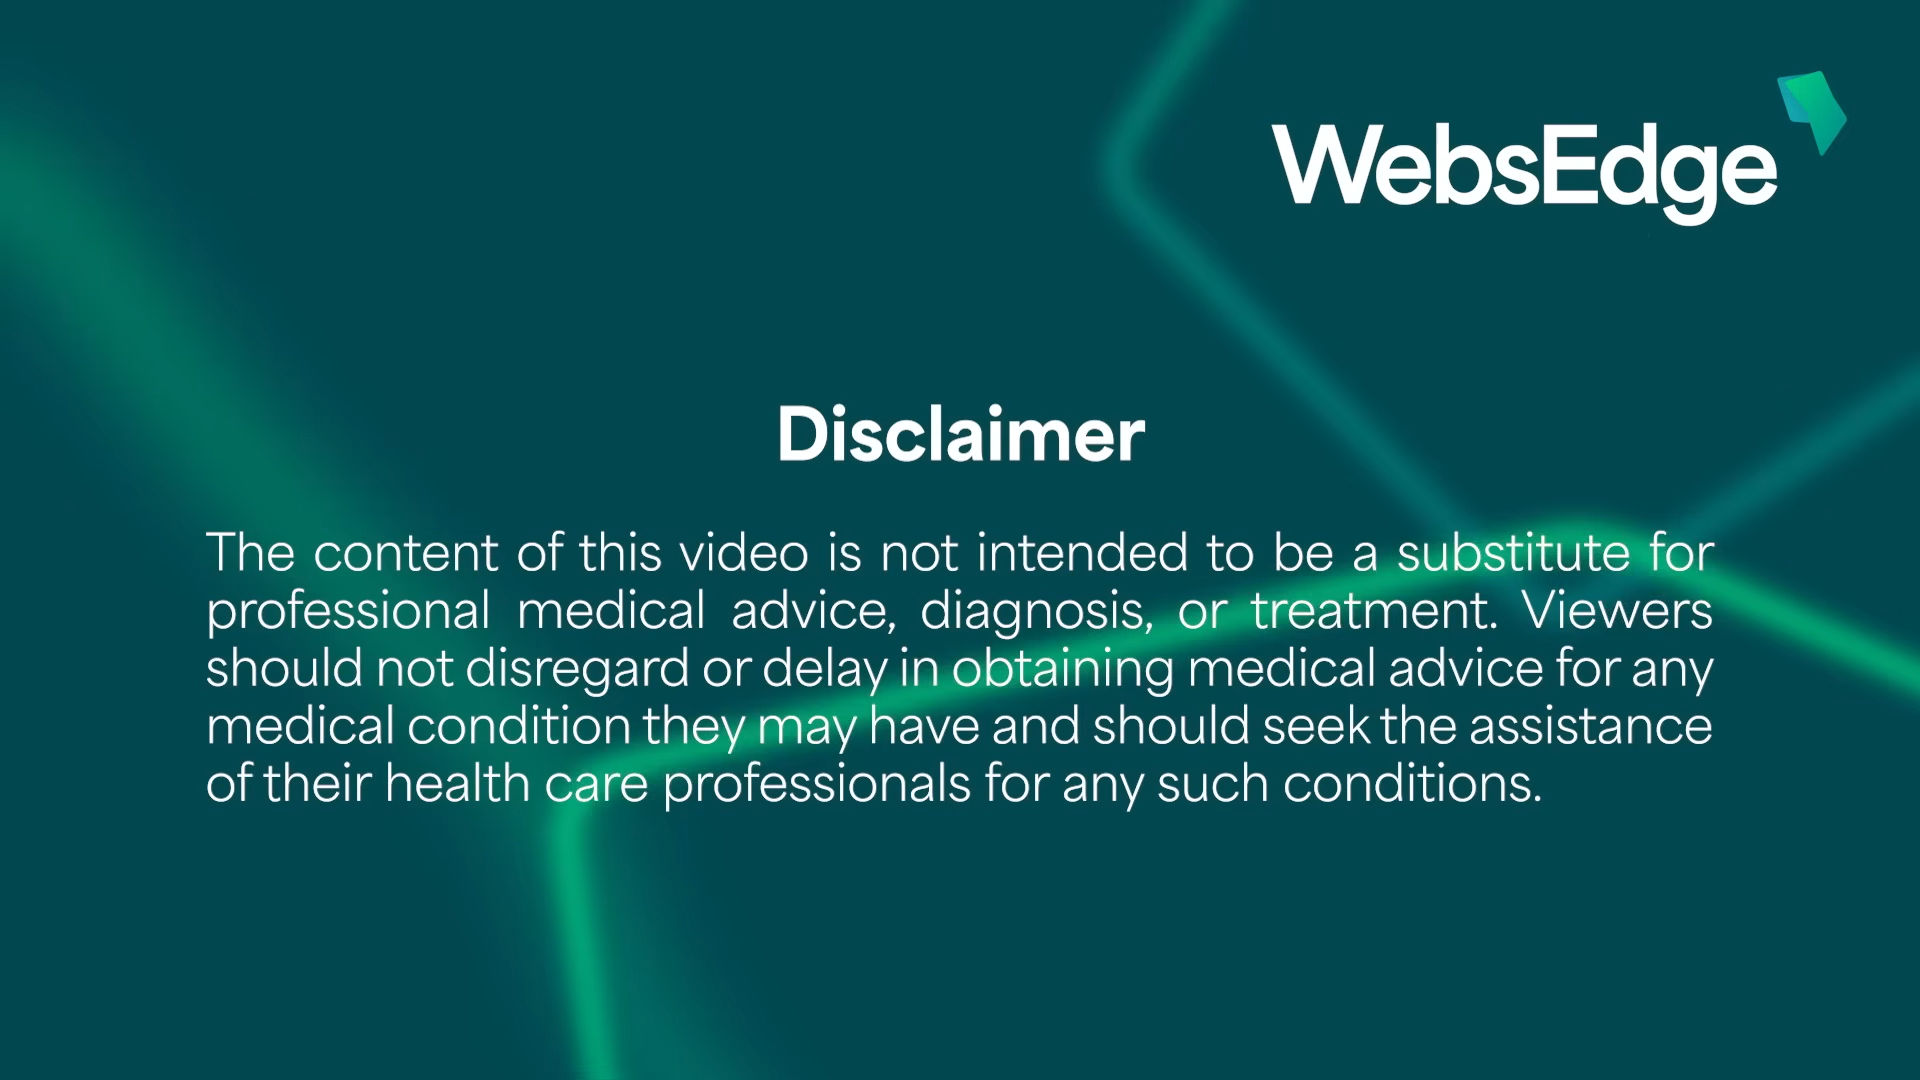 WebsEdge
Disclaimer
The content of this video is not intended to be a substitute for
professional medical advice, diagnosis, or treatment. Viewers
should not disregard or delay in obtaining medical advice for any
medical condition they may have and should seek the assistance
of their health care professionals for any such conditions.